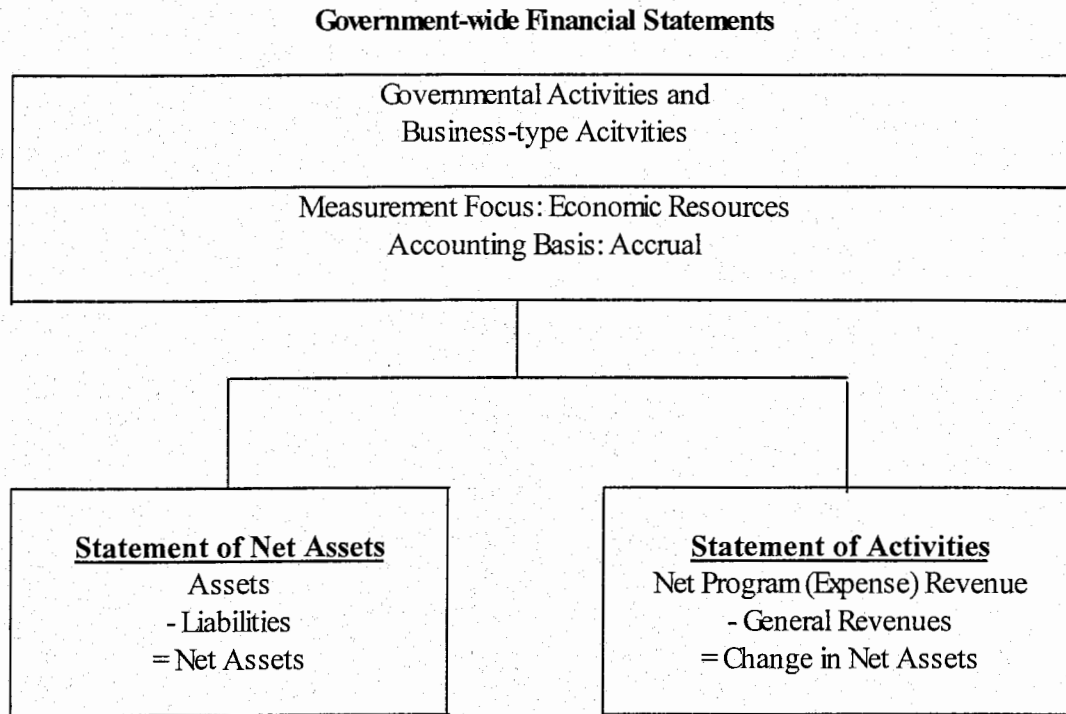 Government-wide Financial Statements
Governmental Activities and
Business-type Acitvities
Measurement Focus: Economic Resources
Accounting Basis: Accrual
Statement of Net Assets
Assets
- Liabilities
= Net Assets
Statement of Activities
Net Program (Expense) Revenue
- General Revenues
= Change in Net Assets